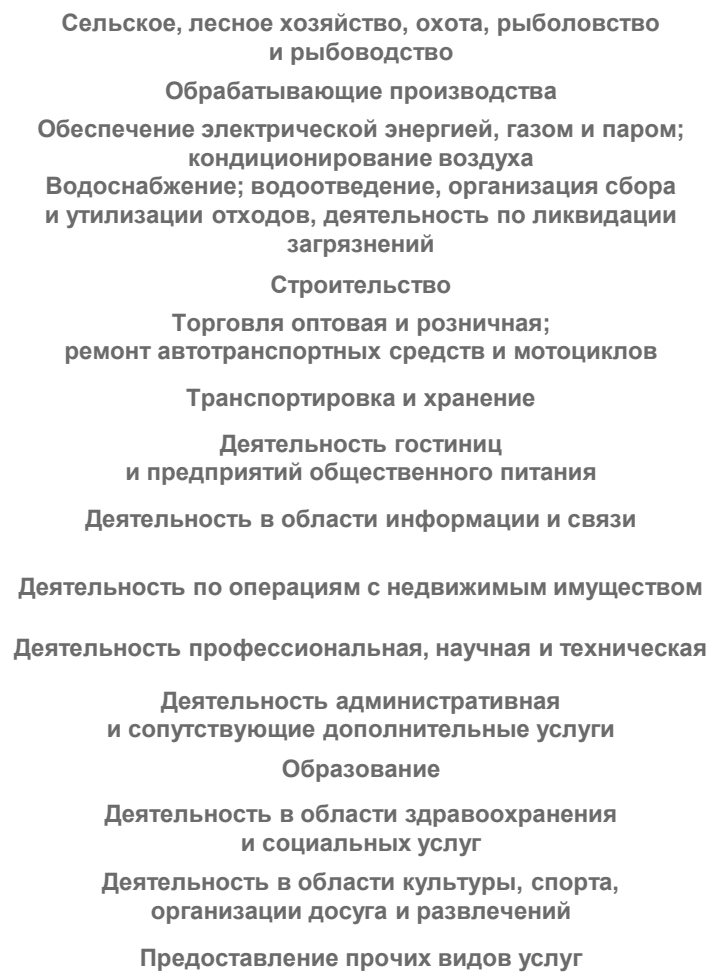 Сельское, лесное хозяйство, охота, рыболовство
и рыбоводство
Обрабатывающие производства
Обеспечение электрической энергией, газом и паром;
кондиционирование воздуха
Водоснабжение; водоотведение, организация сбора
и утилизации отходов, деятельность по ликвидации
загрязнений
Строительство
Торговля оптовая и розничная;
ремонт автотранспортных средств и мотоциклов
Транспортировка и хранение
Деятельность гостиниц
и предприятий общественного питания
Деятельность в области информации и связи
Деятельность по операциям с недвижимым имуществом
Деятельность профессиональная, научная и техническая
Деятельность административная
и сопутствующие дополнительные услуги
Образование
Деятельность в области здравоохранения
и социальных услуг
Деятельность в области культуры, спорта,
организации досуга и развлечений
Предоставление прочих видов услуг